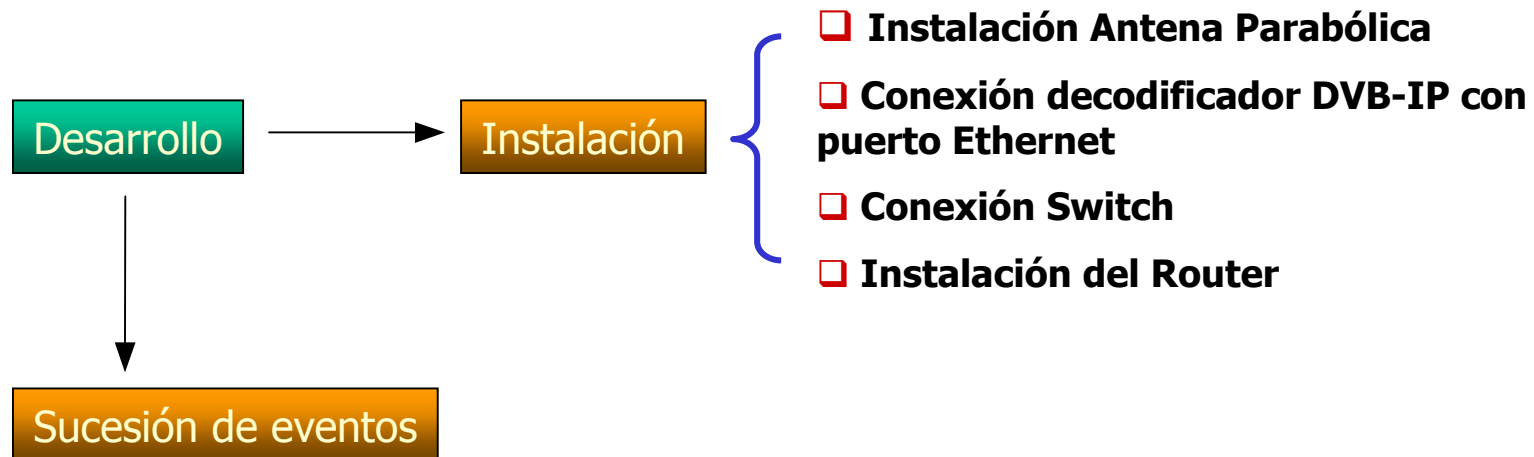 Desarrollo
Instalación
Instalación Antena Parabólica
Conexión decodificador DVB-IP con
puerto Ethernet
Conexión Switch
Instalación del Router
Sucesión de eventos